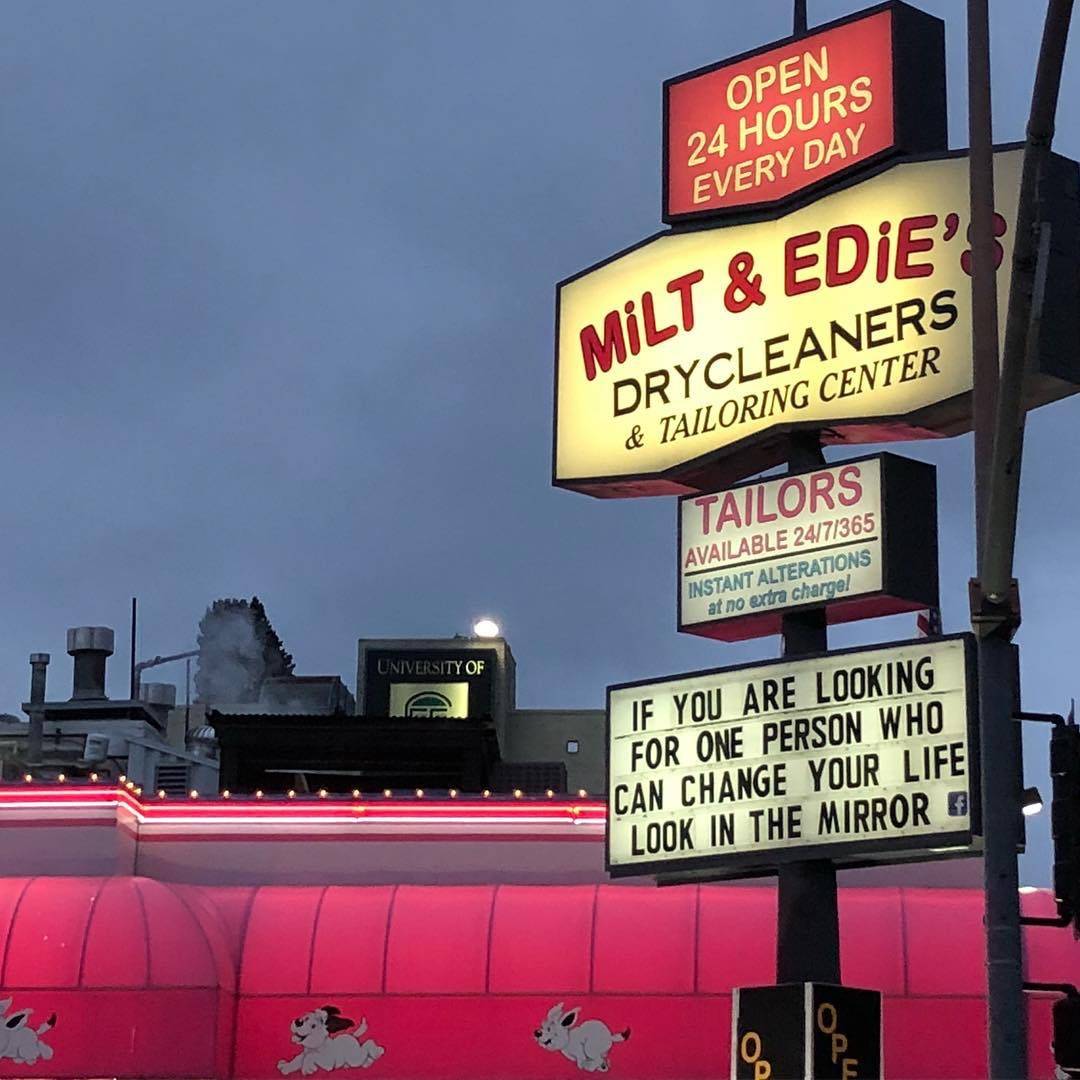 OPEN
24 HOURS
EVERY DAY
MiLT & EDiE'S
DRYCLEANERS
& TAILORING CENTER
TAILORS
AVAILABLE 24/7/365
INSTANT ALTERATIONS
at no extra charge!
UNIVERSITY OF
IF YOU ARE LOOKING
FOR ONE PERSON WHO
CAN CHANGE YOUR LIFE
LOOK IN THE MIRROR
f